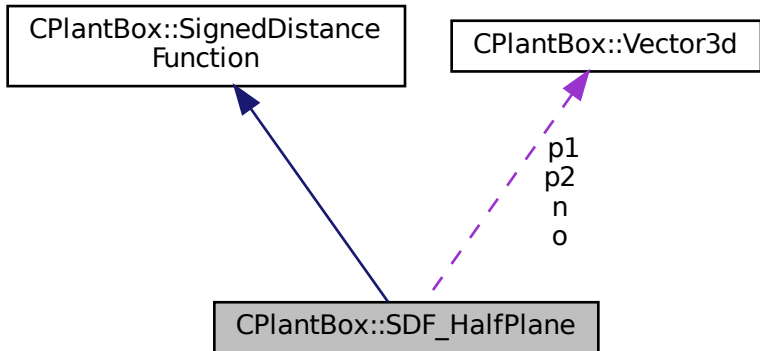 CPlantBox::SignedDistance
Function
CPlantBox::Vector3d
p1
p2
n
o
CPlantBox::SDF_HalfPlane